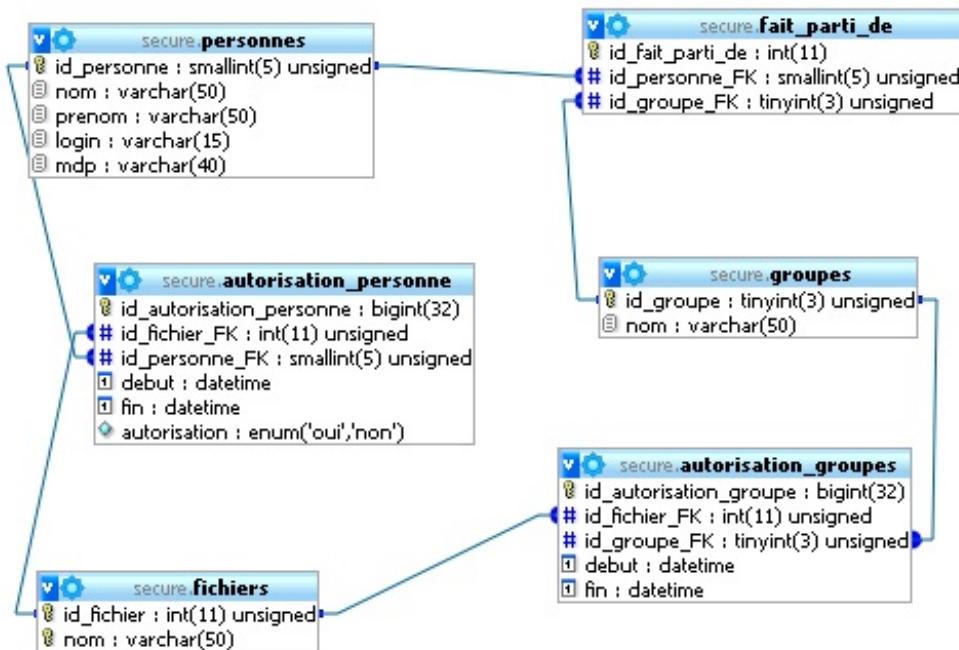 secure.personnes
id_personne : smallint(5) unsigned
nom : varchar(50)
prenom : varchar(50)
login : varchar(15)
mdp : varchar(40)
secure.fait_parti_de
id_fait_parti_de : int(11)
# id_personne_FK : smallint(5) unsigned
# id_groupe_FK : tinyint(3) unsigned
secure.autorisation_personne
id_autorisation_personne : bigint(32)
# id_fichier_FK : int(11) unsigned
# id_personne_FK : smallint(5) unsigned
debut : datetime
fin : datetime
autorisation : enum('oui','non')
secure.groupes
id_groupe : tinyint(3) unsigned
nom : varchar(50)
secure.autorisation_groupes
id_autorisation_groupe : bigint(32)
# id_fichier_FK : int(11) unsigned
# id_groupe_FK : tinyint(3) unsigned
debut : datetime
fin : datetime
secure.fichiers
id_fichier : int(11) unsigned
nom : varchar(50)